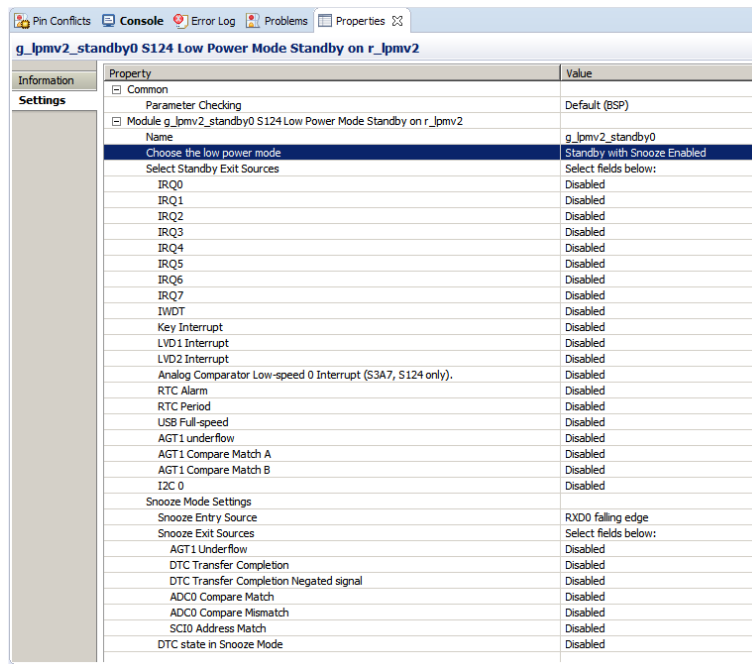 Pin Conflicts Console Error Log Problems Properties
g_lpmv2_standby0 S124 Low Power Mode Standby on r_lpmv2
Information
Settings
Property Value
Common
Parameter Checking Default (BSP)
Module g_lpmv2_standby0 S124 Low Power Mode Standby on r_lpmv2
Name g_lpmv2_standby0
Choose the low power mode Standby with Snooze Enabled
Select Standby Exit Sources Select fields below:
IRQ0 Disabled
IRQ1 Disabled
IRQ2 Disabled
IRQ3 Disabled
IRQ4 Disabled
IRQ5 Disabled
IRQ6 Disabled
IRQ7 Disabled
IWDT Disabled
Key Interrupt Disabled
LVD1 Interrupt Disabled
LVD2 Interrupt Disabled
Analog Comparator Low-speed 0 Interrupt (S3A7, S124 only). Disabled
RTC Alarm Disabled
RTC Period Disabled
USB Full-speed Disabled
AGT1 underflow Disabled
AGT1 Compare Match A Disabled
AGT1 Compare Match B Disabled
I2C 0 Disabled
Snooze Mode Settings
Snooze Entry Source RXD0 falling edge
Snooze Exit Sources Select fields below:
AGT1 Underflow Disabled
DTC Transfer Completion Disabled
DTC Transfer Completion Negated signal Disabled
ADC0 Compare Match Disabled
ADC0 Compare Mismatch Disabled
SCI0 Address Match Disabled
DTC state in Snooze Mode Disabled